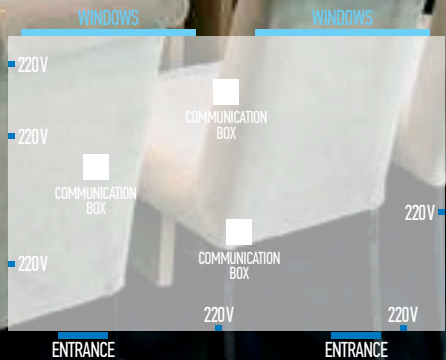 WINDOWS
WINDOWS
220V
220V
COMMUNICATION
BOX
COMMUNICATION
BOX
220V
COMMUNICATION
BOX
220V
220V
220V
ENTRANCE
ENTRANCE